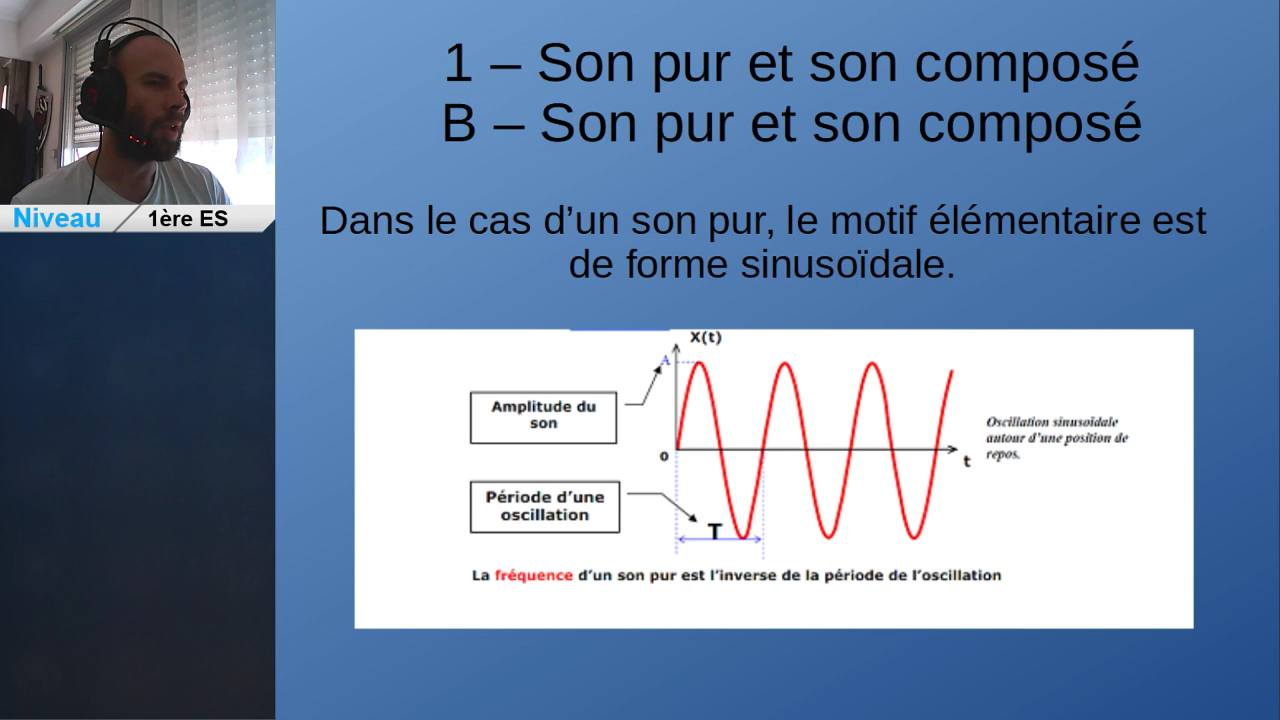 1 – Son pur et son composé
B – Son pur et son composé
Niveau
1ère ES
Dans le cas d’un son pur, le motif élémentaire est
de forme sinusoïdale.
X(t)
A
Amplitude du
son
Oscillation sinusoïdale
autour d’une position de
repos.
0
t
Période d’une
oscillation
T
La fréquence d’un son pur est l’inverse de la période de l’oscillation